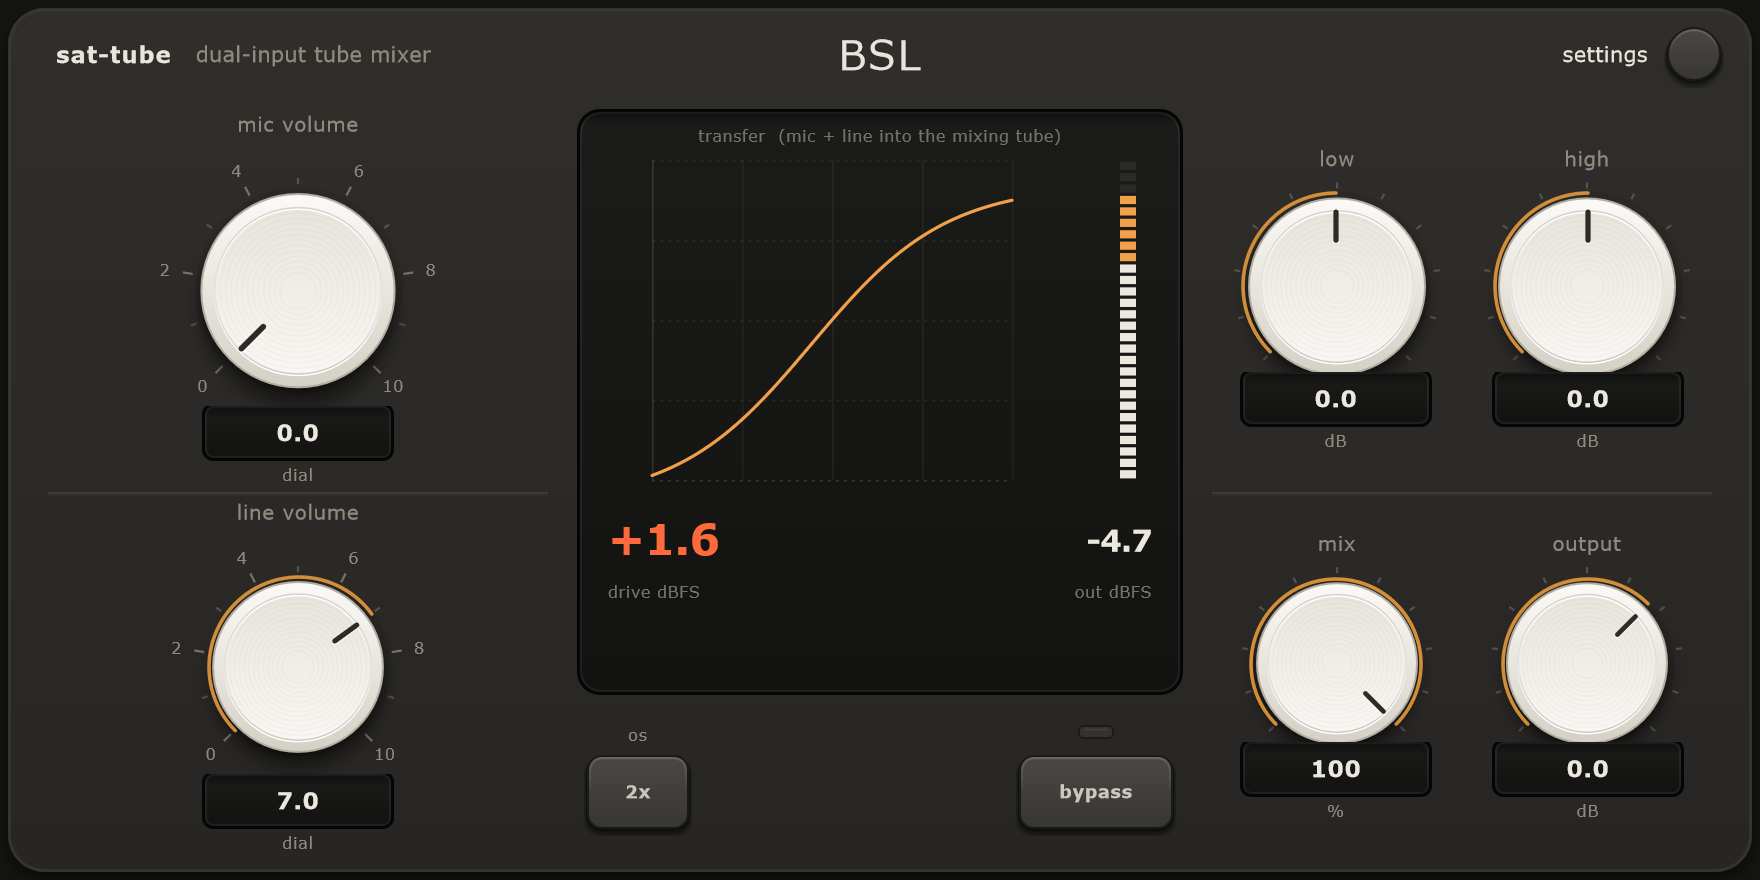 sat-tube dual-input tube mixer
BSL
settings
mic volume
4 6
2 8
0 10
0.0
dial
line volume
4 6
2 8
0 10
7.0
dial
transfer (mic + line into the mixing tube)
+1.6
drive dBFS
-4.7
out dBFS
os
2x
bypass
low
0.0
dB
high
0.0
dB
mix
100
%
output
0.0
dB